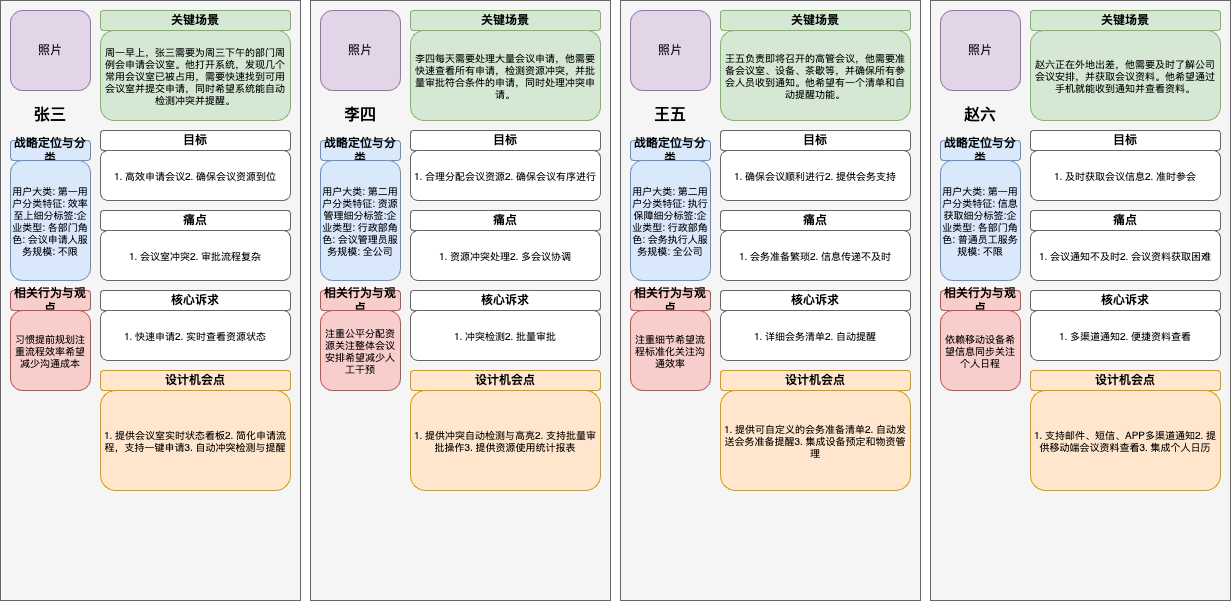 照片
张三
战略定位与分
类
用户大类: 第一用
户分类特征: 效率
至上细分标签:企
业类型: 各部门角
色: 会议申请人服
务规模: 不限
相关行为与观
点
习惯提前规划注
重流程效率希望
减少沟通成本
关键场景
周一早上，张三需要为周三下午的部门周
例会申请会议室。他打开系统，发现几个
常用会议室已被占用，需要快速找到可用
会议室并提交申请，同时希望系统能自动
检测冲突并提醒。
目标
1. 高效申请会议2. 确保会议资源到位
痛点
1. 会议室冲突2. 审批流程复杂
核心诉求
1. 快速申请2. 实时查看资源状态
设计机会点
1. 提供会议室实时状态看板2. 简化申请流
程，支持一键申请3. 自动冲突检测与提醒
照片
李四
战略定位与分
类
用户大类: 第二用
户分类特征: 资源
管理细分标签:企
业类型: 行政部角
色: 会议管理员服
务规模: 全公司
相关行为与观
点
注重公平分配资
源关注整体会议
安排希望减少人
工干预
关键场景
李四每天需要处理大量会议申请，他需要
快速查看所有申请，检测资源冲突，并批
量审批符合条件的申请，同时处理冲突申
请。
目标
1. 合理分配会议资源2. 确保会议有序进行
痛点
1. 资源冲突处理2. 多会议协调
核心诉求
1. 冲突检测2. 批量审批
设计机会点
1. 提供冲突自动检测与高亮2. 支持批量审
批操作3. 提供资源使用统计报表
照片
王五
战略定位与分
类
用户大类: 第二用
户分类特征: 执行
保障细分标签:企
业类型: 行政部角
色: 会务执行人服
务规模: 全公司
相关行为与观
点
注重细节希望流
程标准化关注沟
通效率
关键场景
王五负责即将召开的高管会议，他需要准
备会议室、设备、茶歇等，并确保所有参
会人员收到通知。他希望有一个清单和自
动提醒功能。
目标
1. 确保会议顺利进行2. 提供会务支持
痛点
1. 会务准备繁琐2. 信息传递不及时
核心诉求
1. 详细会务清单2. 自动提醒
设计机会点
1. 提供可自定义的会务准备清单2. 自动发
送会务准备提醒3. 集成设备预定和物资管
理
照片
赵六
战略定位与分
类
用户大类: 第一用
户分类特征: 信息
获取细分标签:企
业类型: 各部门角
色: 普通员工服务
规模: 不限
相关行为与观
点
依赖移动设备希
望信息同步关注
个人日程
关键场景
赵六正在外地出差，他需要及时了解公司
会议安排，并获取会议资料。他希望通过
手机就能收到通知并查看资料。
目标
1. 及时获取会议信息2. 准时参会
痛点
1. 会议通知不及时2. 会议资料获取困难
核心诉求
1. 多渠道通知2. 便捷资料查看
设计机会点
1. 支持邮件、短信、APP多渠道通知2. 提
供移动端会议资料查看3. 集成个人日历